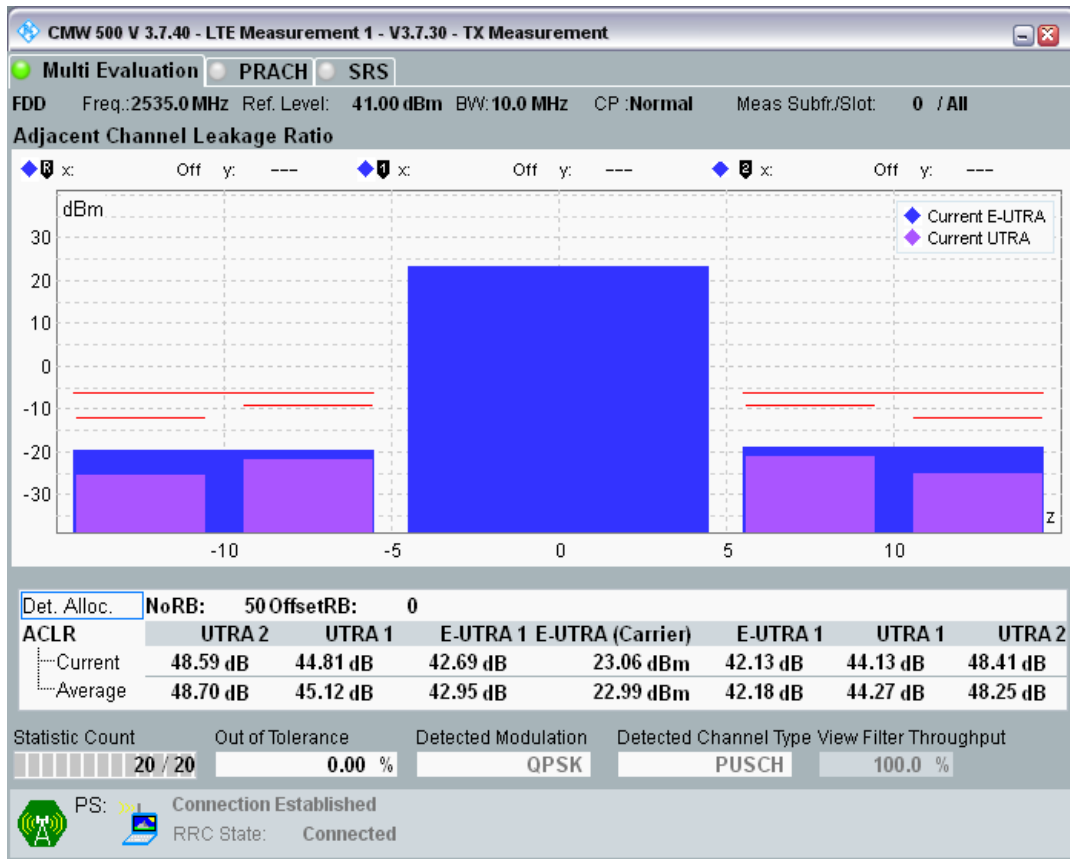 CMW 500 V 3.7.40 - LTE Measurement 1 - V3.7.30 - TX Measurement
Multi Evaluation PRACH SRS
FDD Freq.:2535.0 MHz Ref. Level: 41.00 dBm BW:10.0 MHz CP :Normal Meas Subfr./Slot: 0 / All
Adjacent Channel Leakage Ratio
R x: Off y: --- 1 x: Off y: --- 2 x: Off y: ---
dBm
Current E-UTRA
Current UTRA
30
20
10
0
-10
-20
-30
z
-10 -5 0 5 10
Det. Alloc. NoRB: 50 OffsetRB: 0
ACLR UTRA 2 UTRA 1 E-UTRA 1 E-UTRA (Carrier) E-UTRA 1 UTRA 1 UTRA 2
Current 48.59 dB 44.81 dB 42.69 dB 23.06 dBm 42.13 dB 44.13 dB 48.41 dB
Average 48.70 dB 45.12 dB 42.95 dB 22.99 dBm 42.18 dB 44.27 dB 48.25 dB
Statistic Count Out of Tolerance Detected Modulation Detected Channel Type View Filter Throughput
20 / 20 0.00 % QPSK PUSCH 100.0 %
PS: Connection Established
RRC State: Connected